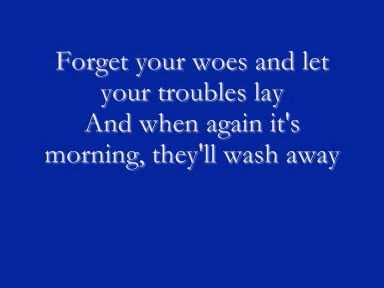 Forget your woes and let
your troubles lay
And when again it's
morning, they'll wash away